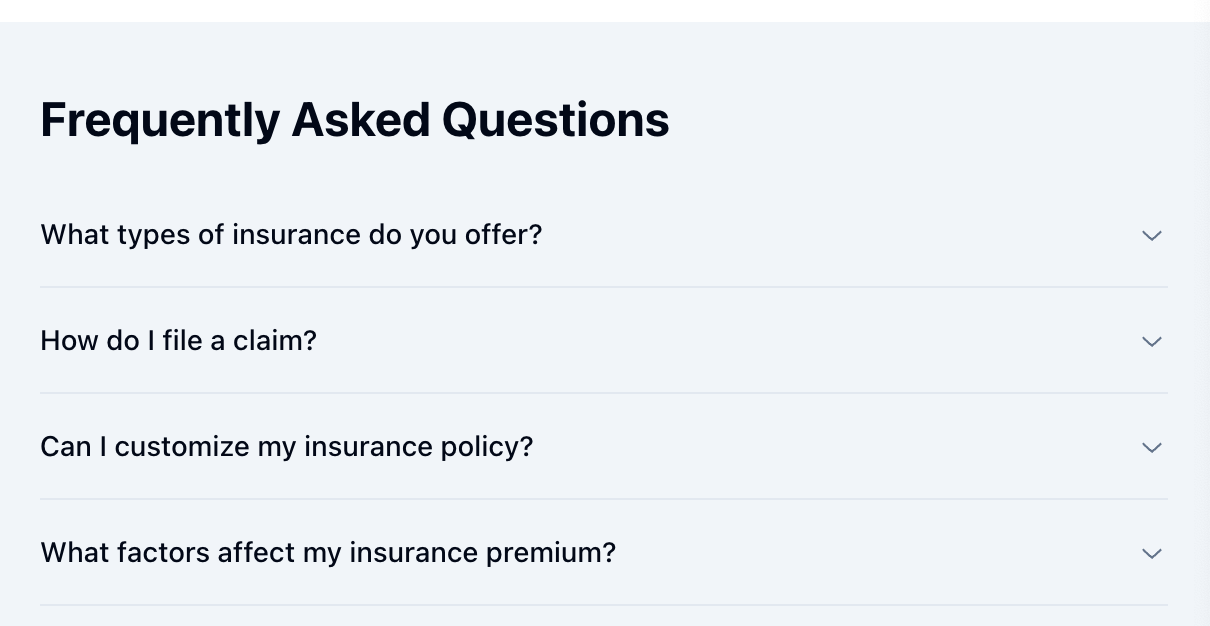 Frequently Asked Questions
What types of insurance do you offer?
How do I file a claim?
Can I customize my insurance policy?
What factors affect my insurance premium?